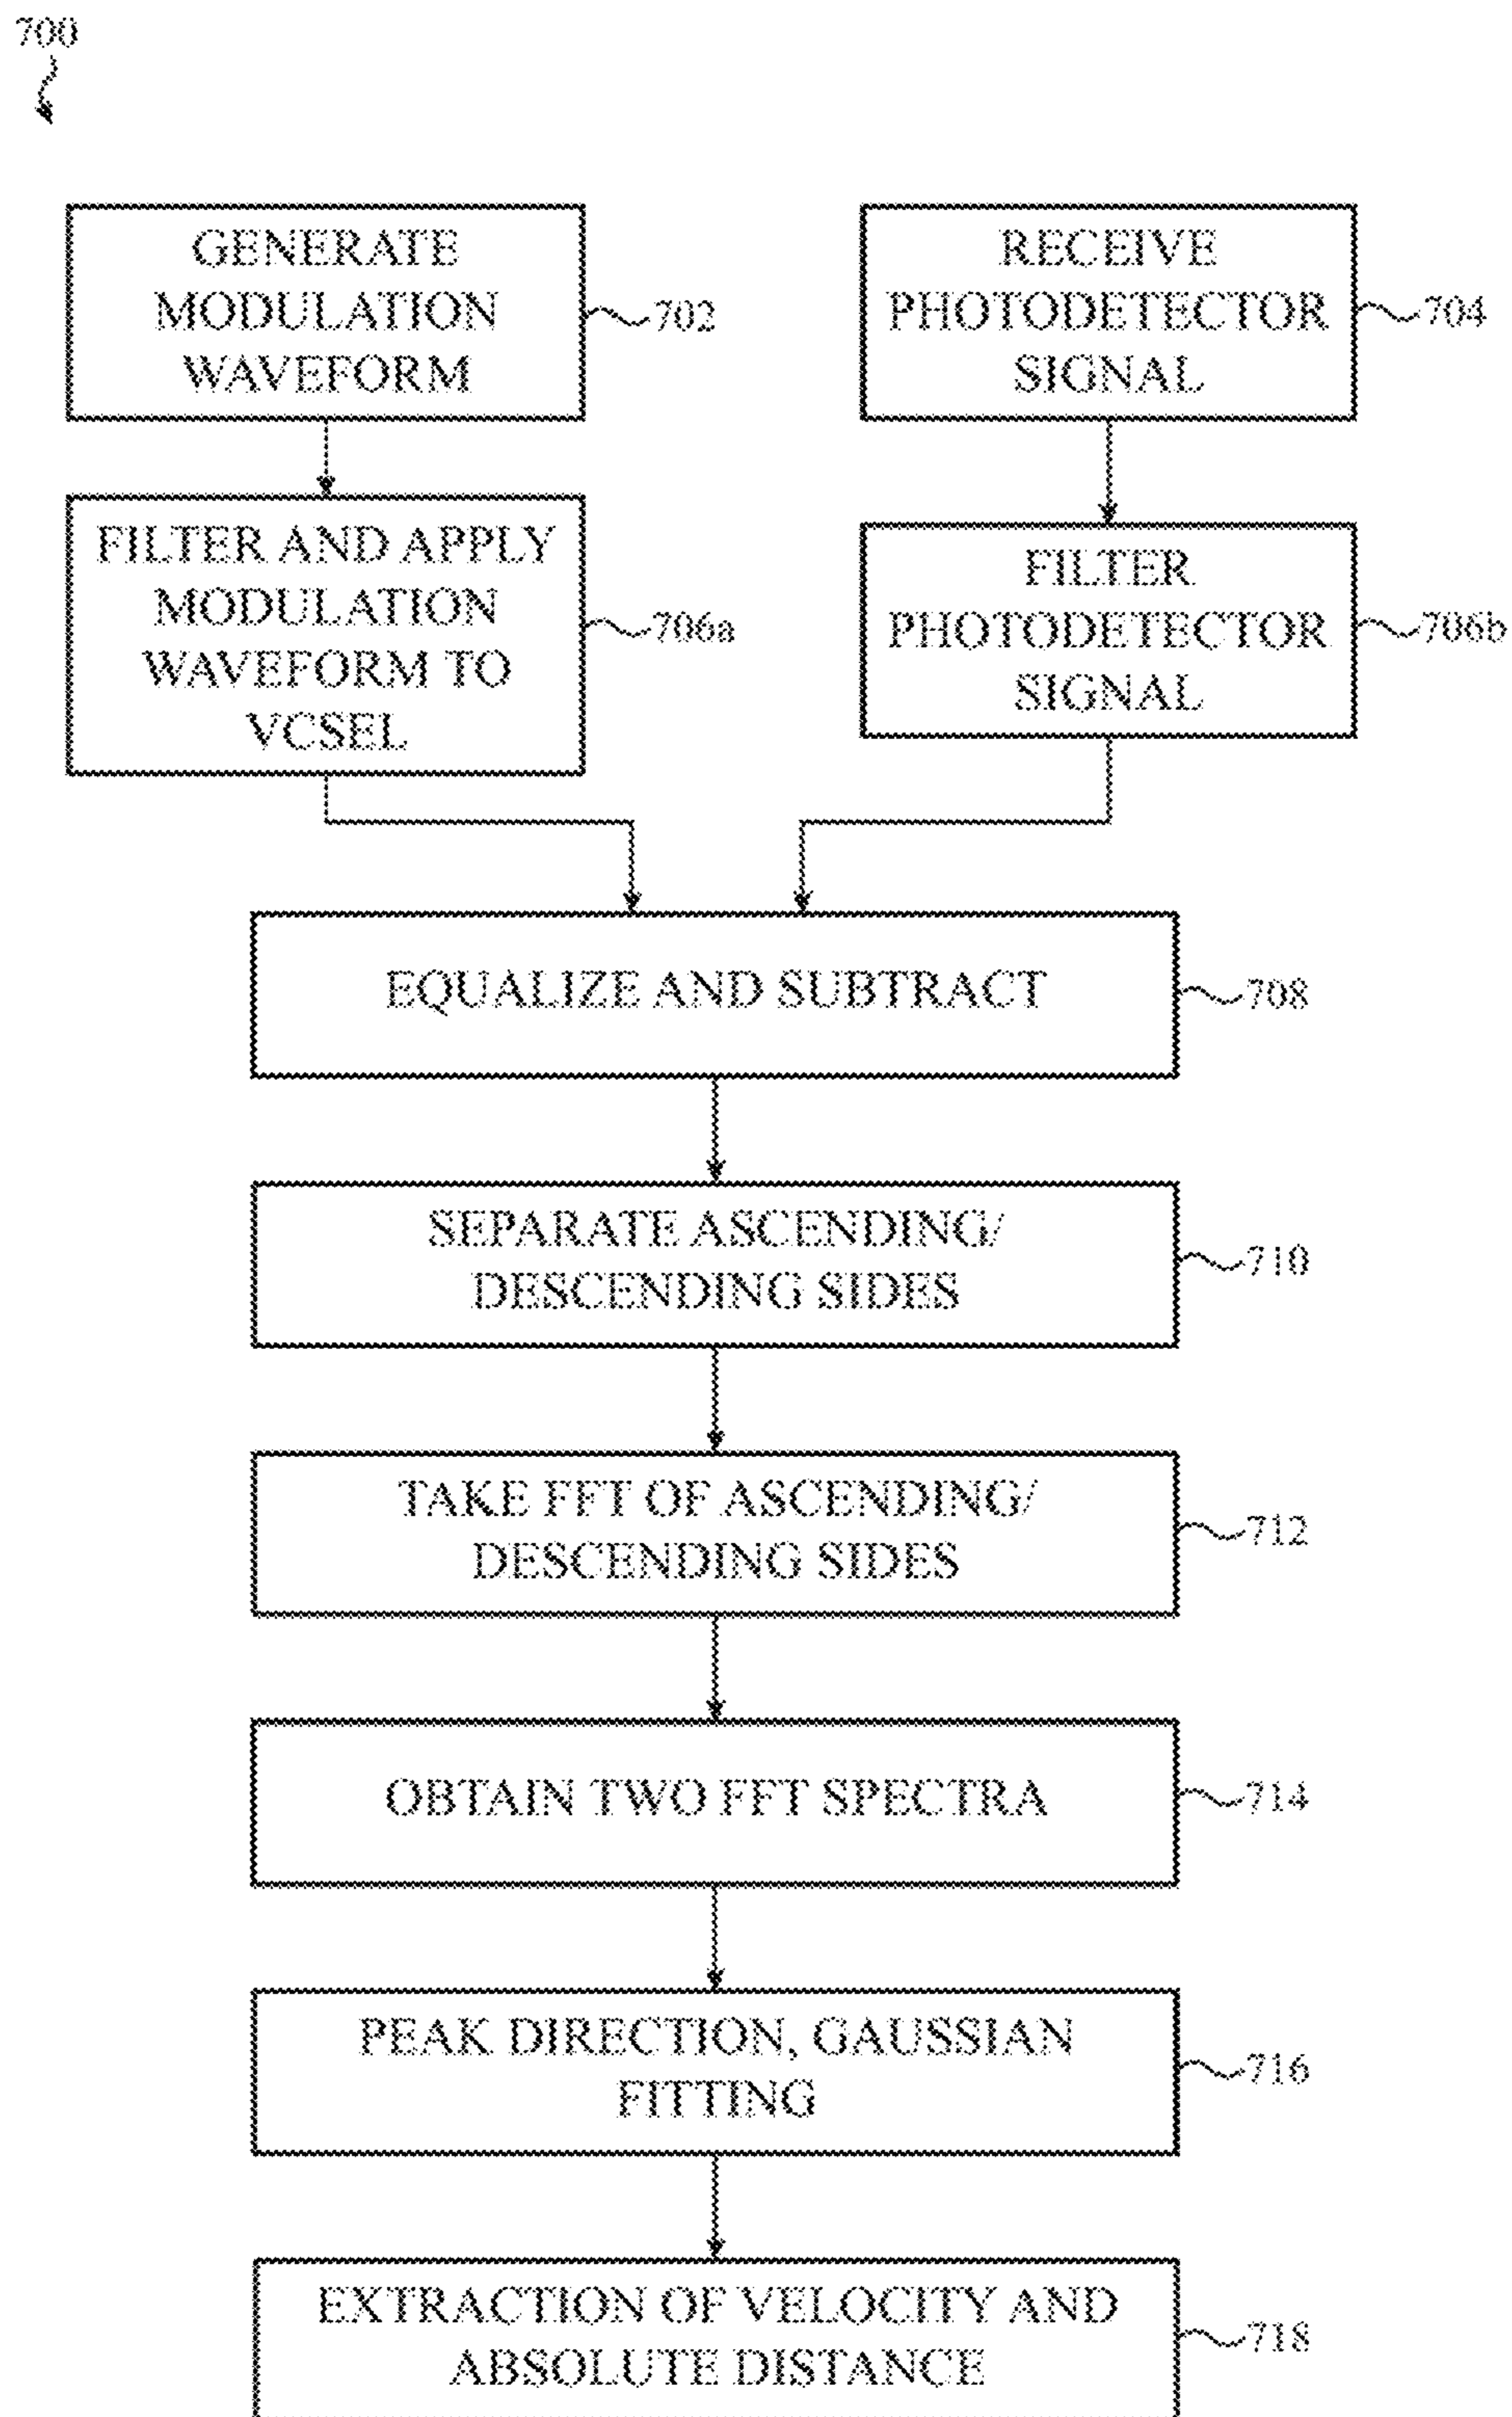 700
GENERATE
MODULATION
WAVEFORM
702
RECEIVE
PHOTODETECTOR
SIGNAL
704
FILTER AND APPLY
MODULATION
WAVEFORM TO
VCSEL
706a
FILTER
PHOTODETECTOR
SIGNAL
706b
EQUALIZE AND SUBTRACT
708
SEPARATE ASCENDING/
DESCENDING SIDES
710
TAKE FFT OF ASCENDING/
DESCENDING SIDES
712
OBTAIN TWO FFT SPECTRA
714
PEAK DIRECTION, GAUSSIAN
FITTING
716
EXTRACTION OF VELOCITY AND
ABSOLUTE DISTANCE
718